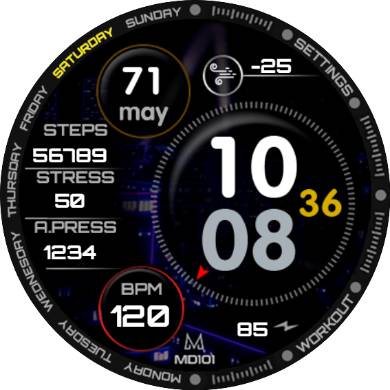 SUNDAY
SATURDAY
FRIDAY
THURSDAY
WEDNESDAY
TUESDAY
MONDAY
SETTINGS
WORKOUT
71
may
-25
STEPS
56789
STRESS
50
A.PRESS
1234
10
08
36
BPM
120
85
MD101